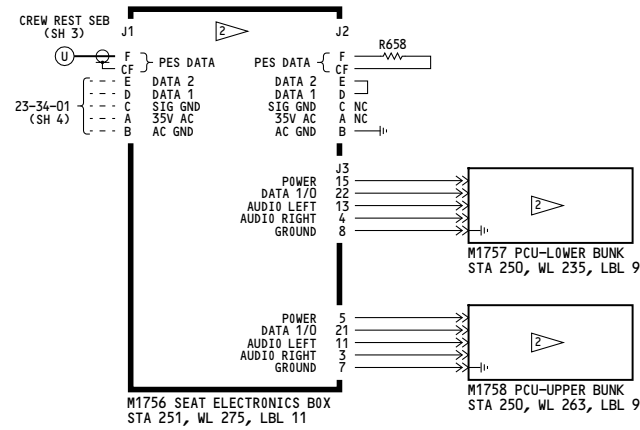 CREW REST SEB
(SH 3)
J1
2
J2
U
F
CF
PES DATA
PES DATA
F
CF
R658
23-34-01
(SH 4)
E DATA 2
D DATA 1
C SIG GND
A 35V AC
B AC GND
DATA 2 E
DATA 1 D
SIG GND C NC
35V AC A NC
AC GND B
J3
POWER 15
DATA I/O 22
AUDIO LEFT 13
AUDIO RIGHT 4
GROUND 8
2
M1757 PCU-LOWER BUNK
STA 250, WL 235, LBL 9
POWER 5
DATA I/O 21
AUDIO LEFT 11
AUDIO RIGHT 3
GROUND 7
2
M1758 PCU-UPPER BUNK
STA 250, WL 263, LBL 9
M1756 SEAT ELECTRONICS BOX
STA 251, WL 275, LBL 11